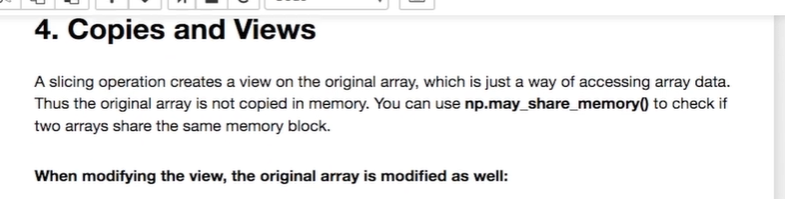 4. Copies and Views
A slicing operation creates a view on the original array, which is just a way of accessing array data.
Thus the original array is not copied in memory. You can use np.may_share_memory() to check if
two arrays share the same memory block.
When modifying the view, the original array is modified as well: